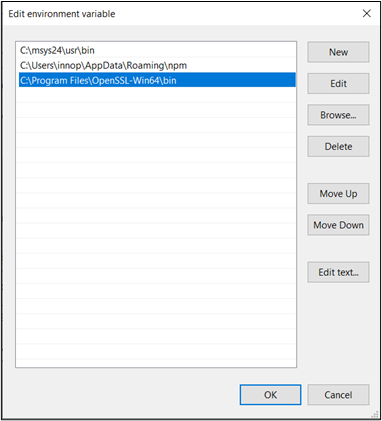 Edit environment variable
C:\msys24\usr\bin
C:\Users\innop\AppData\Roaming\npm
C:\Program Files\OpenSSL-Win64\bin
New
Edit
Browse...
Delete
Move Up
Move Down
Edit text...
OK
Cancel